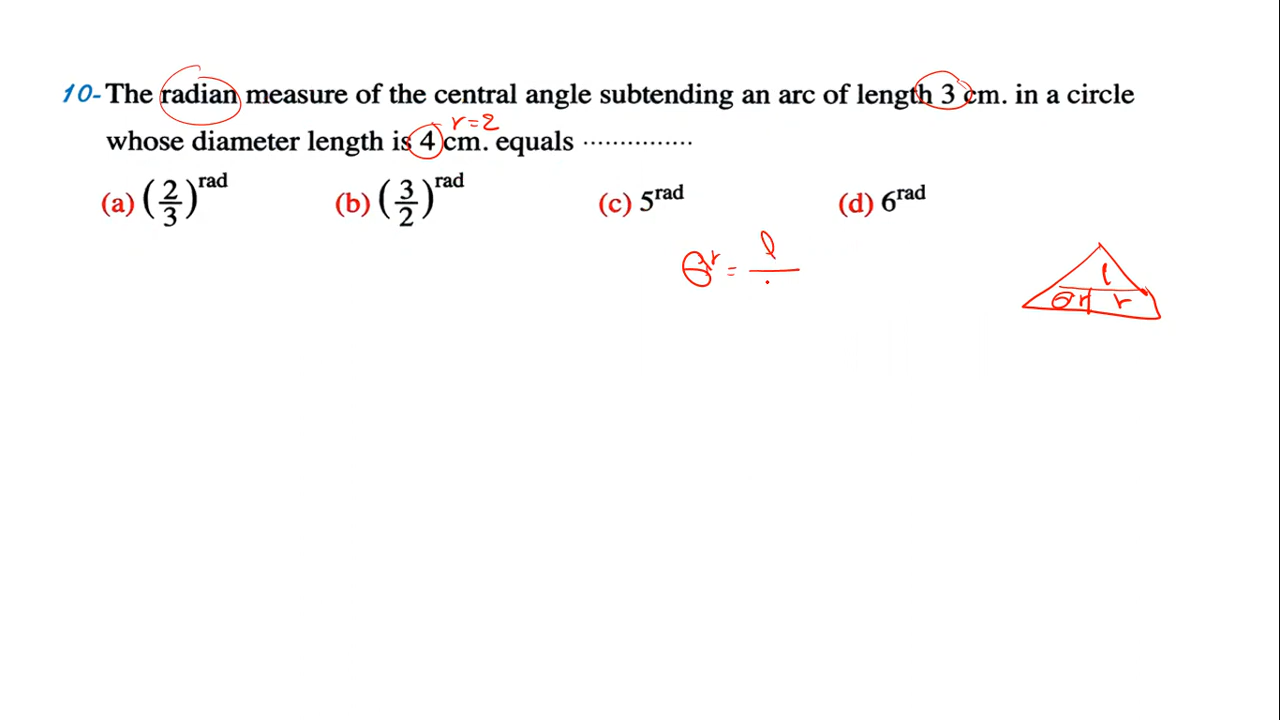 10- The radian measure of the central angle subtending an arc of length 3 cm. in a circle
r=2
whose diameter length is 4 cm. equals ...............
(a) (2/3)^rad (b) (3/2)^rad (c) 5^rad (d) 6^rad
θ^r = l/
l
θ^r r